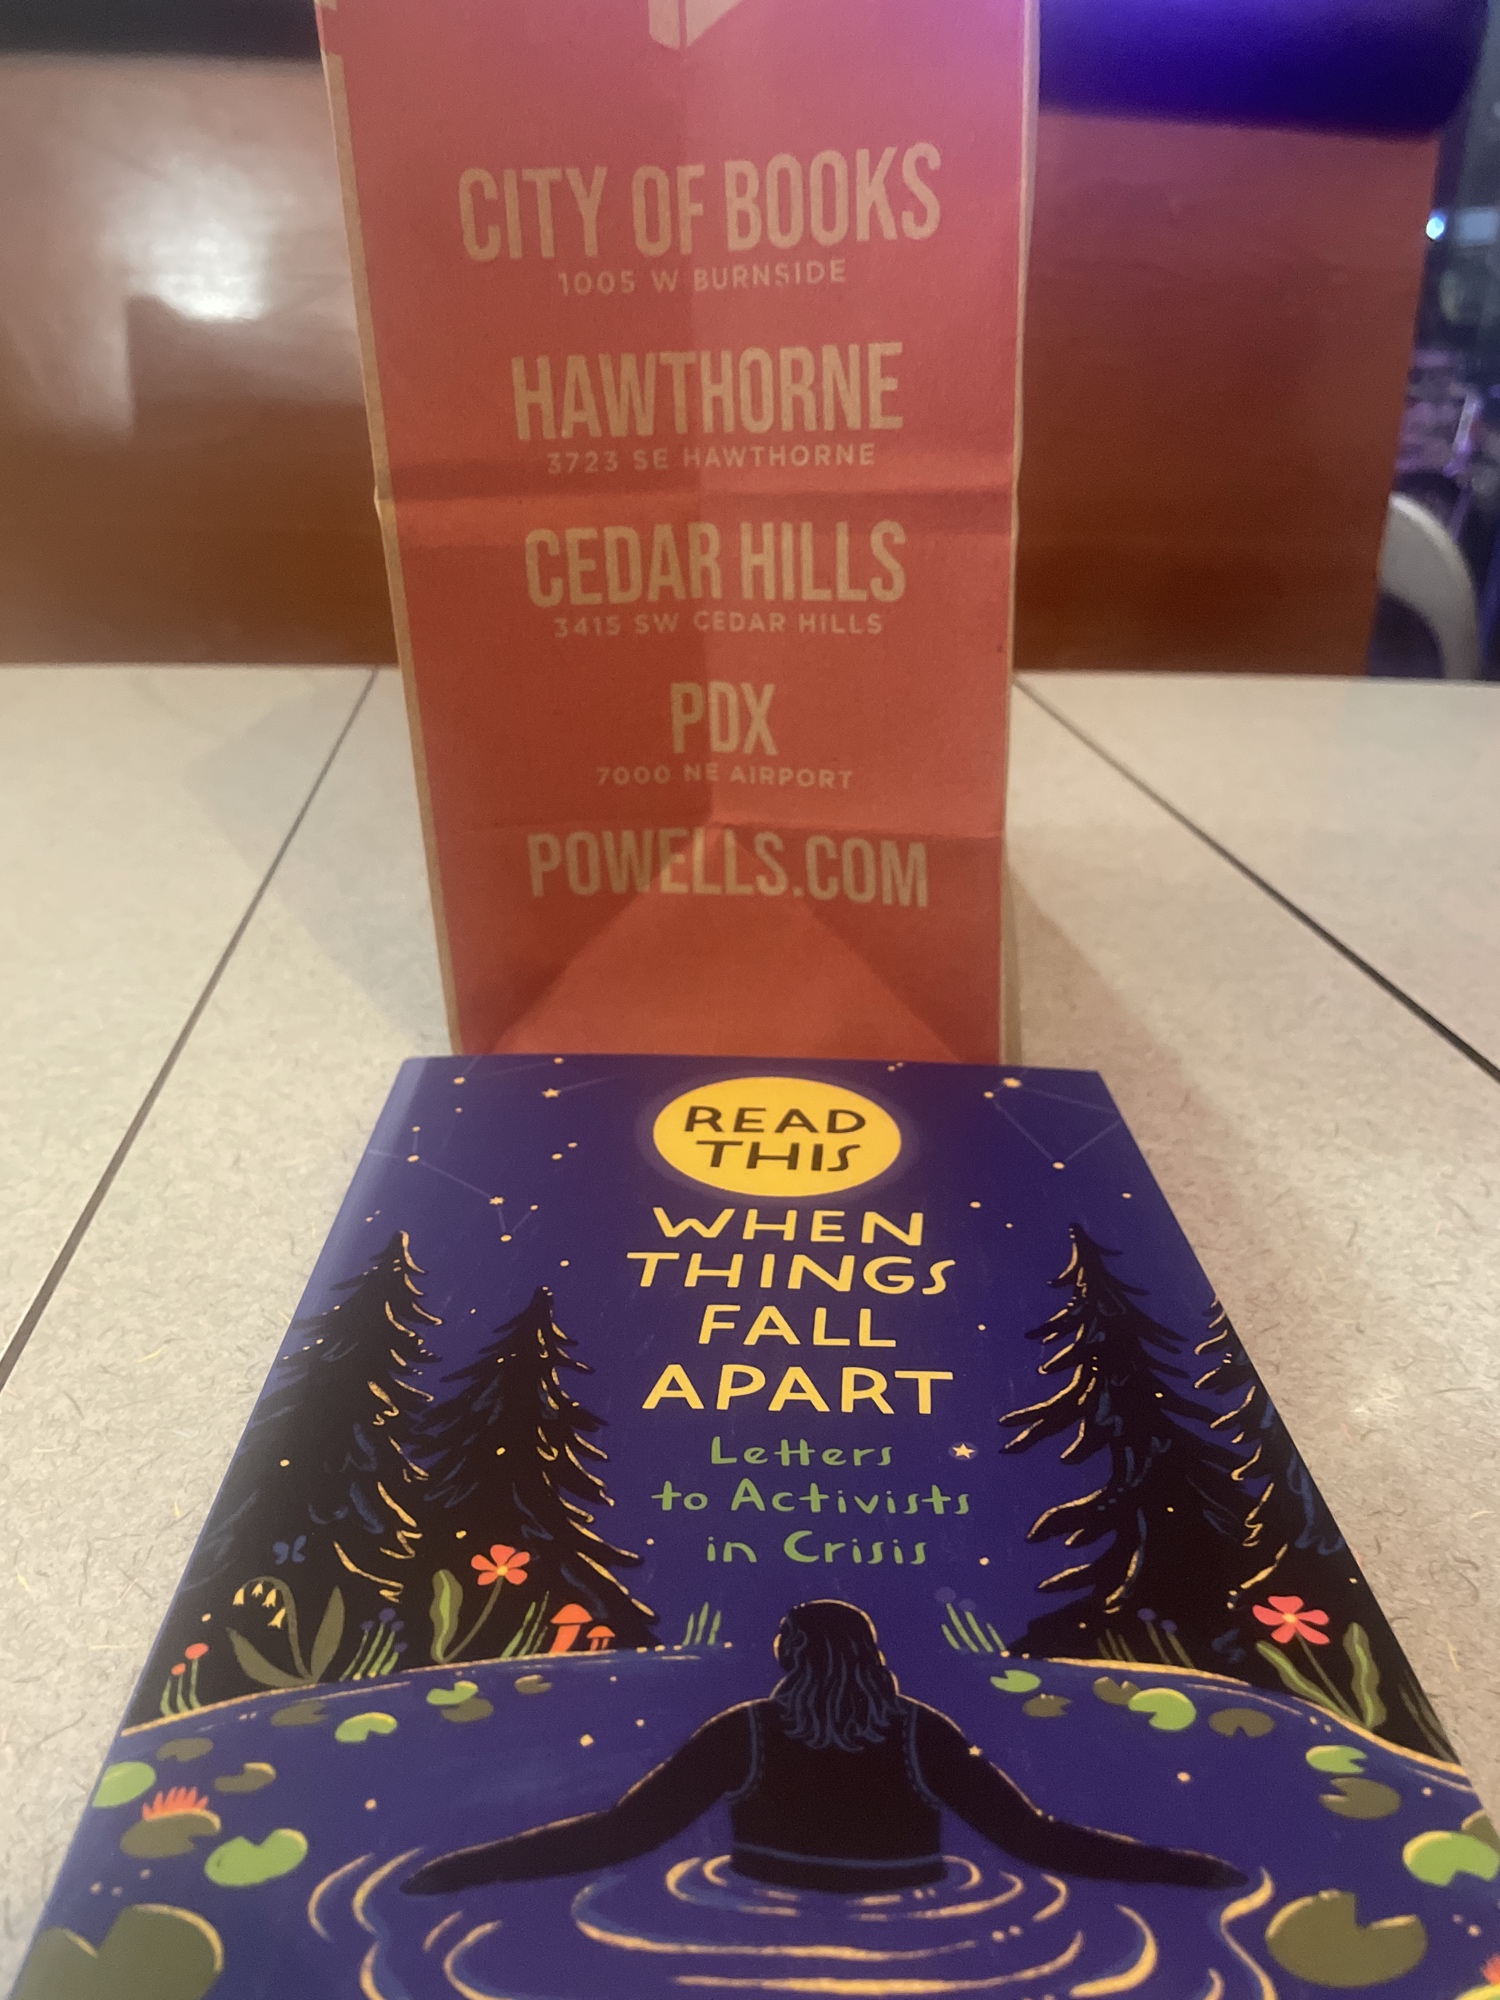 CITY OF BOOKS
1005 W BURNSIDE
HAWTHORNE
3723 SE HAWTHORNE
CEDAR HILLS
3415 SW CEDAR HILLS
PDX
7000 NE AIRPORT
POWELLS.COM
READ
THIS
WHEN
THINGS
FALL
APART
Letters
to Activists
in Crisis